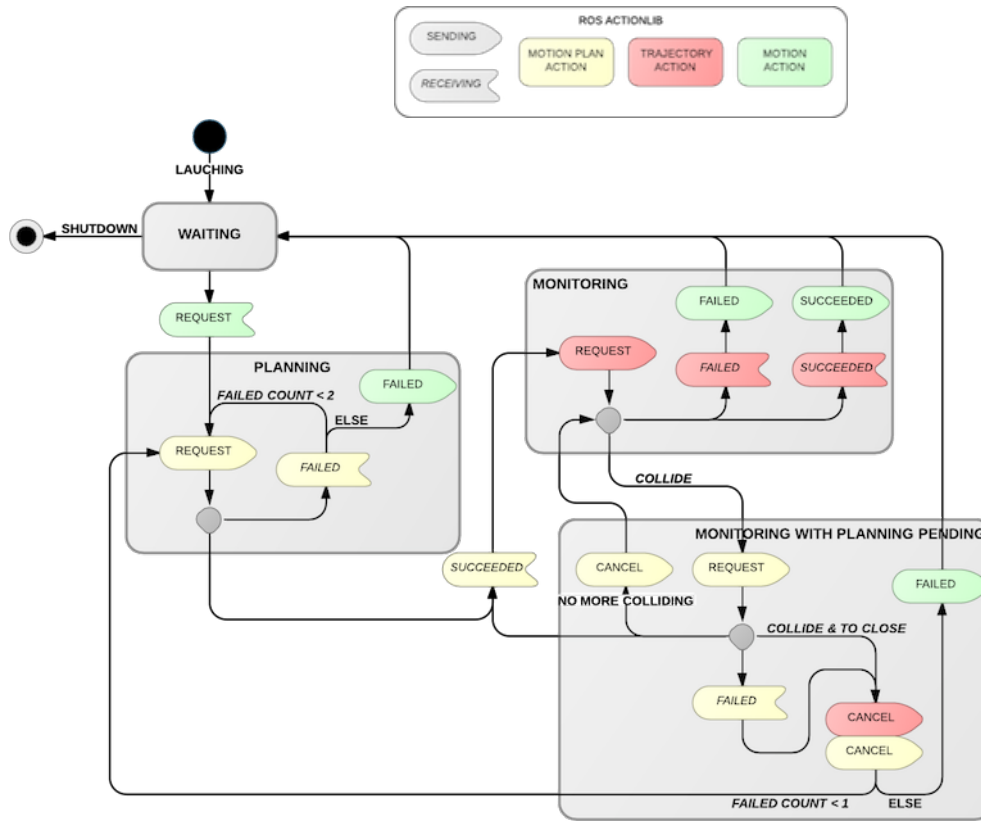 ROS ACTIONLIB
SENDING
RECEIVING
MOTION PLAN
ACTION
TRAJECTORY
ACTION
MOTION
ACTION
LAUCHING
SHUTDOWN
WAITING
REQUEST
PLANNING
FAILED COUNT < 2
FAILED
ELSE
REQUEST
FAILED
MONITORING
FAILED
SUCCEEDED
REQUEST
FAILED
SUCCEEDED
COLLIDE
MONITORING WITH PLANNING PENDING
SUCCEEDED
CANCEL
REQUEST
FAILED
NO MORE COLLIDING
COLLIDE & TO CLOSE
FAILED
CANCEL
CANCEL
FAILED COUNT < 1
ELSE